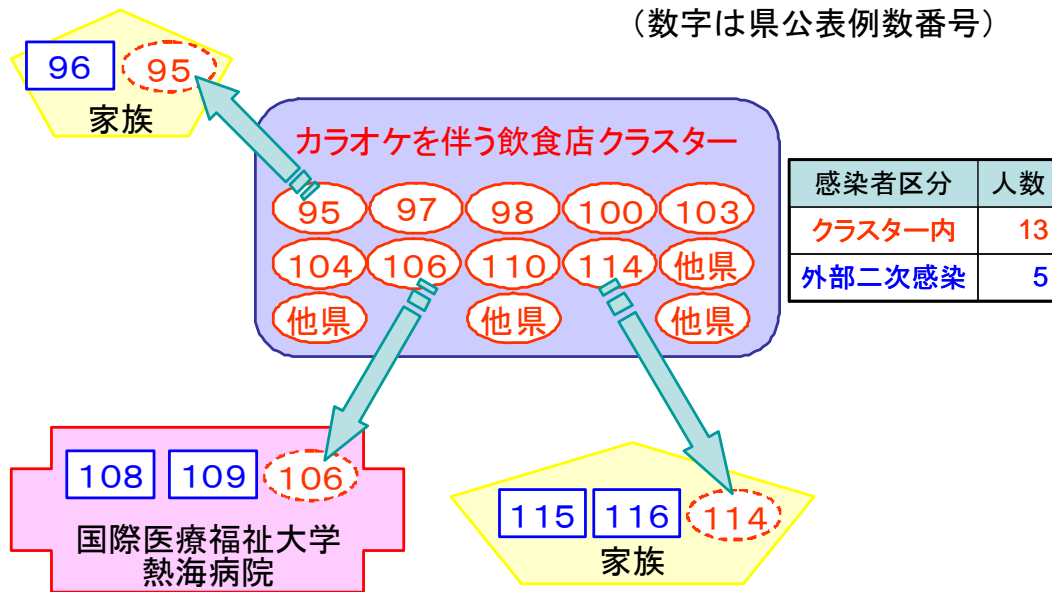 （数字は県公表例数番号）
96 95
家族
カラオケを伴う飲食店クラスター
95 97 98 100 103
104 106 110 114 他県
他県 他県 他県
感染者区分 人数
クラスター内 13
外部二次感染 5
108 109 106
国際医療福祉大学
熱海病院
115 116 114
家族